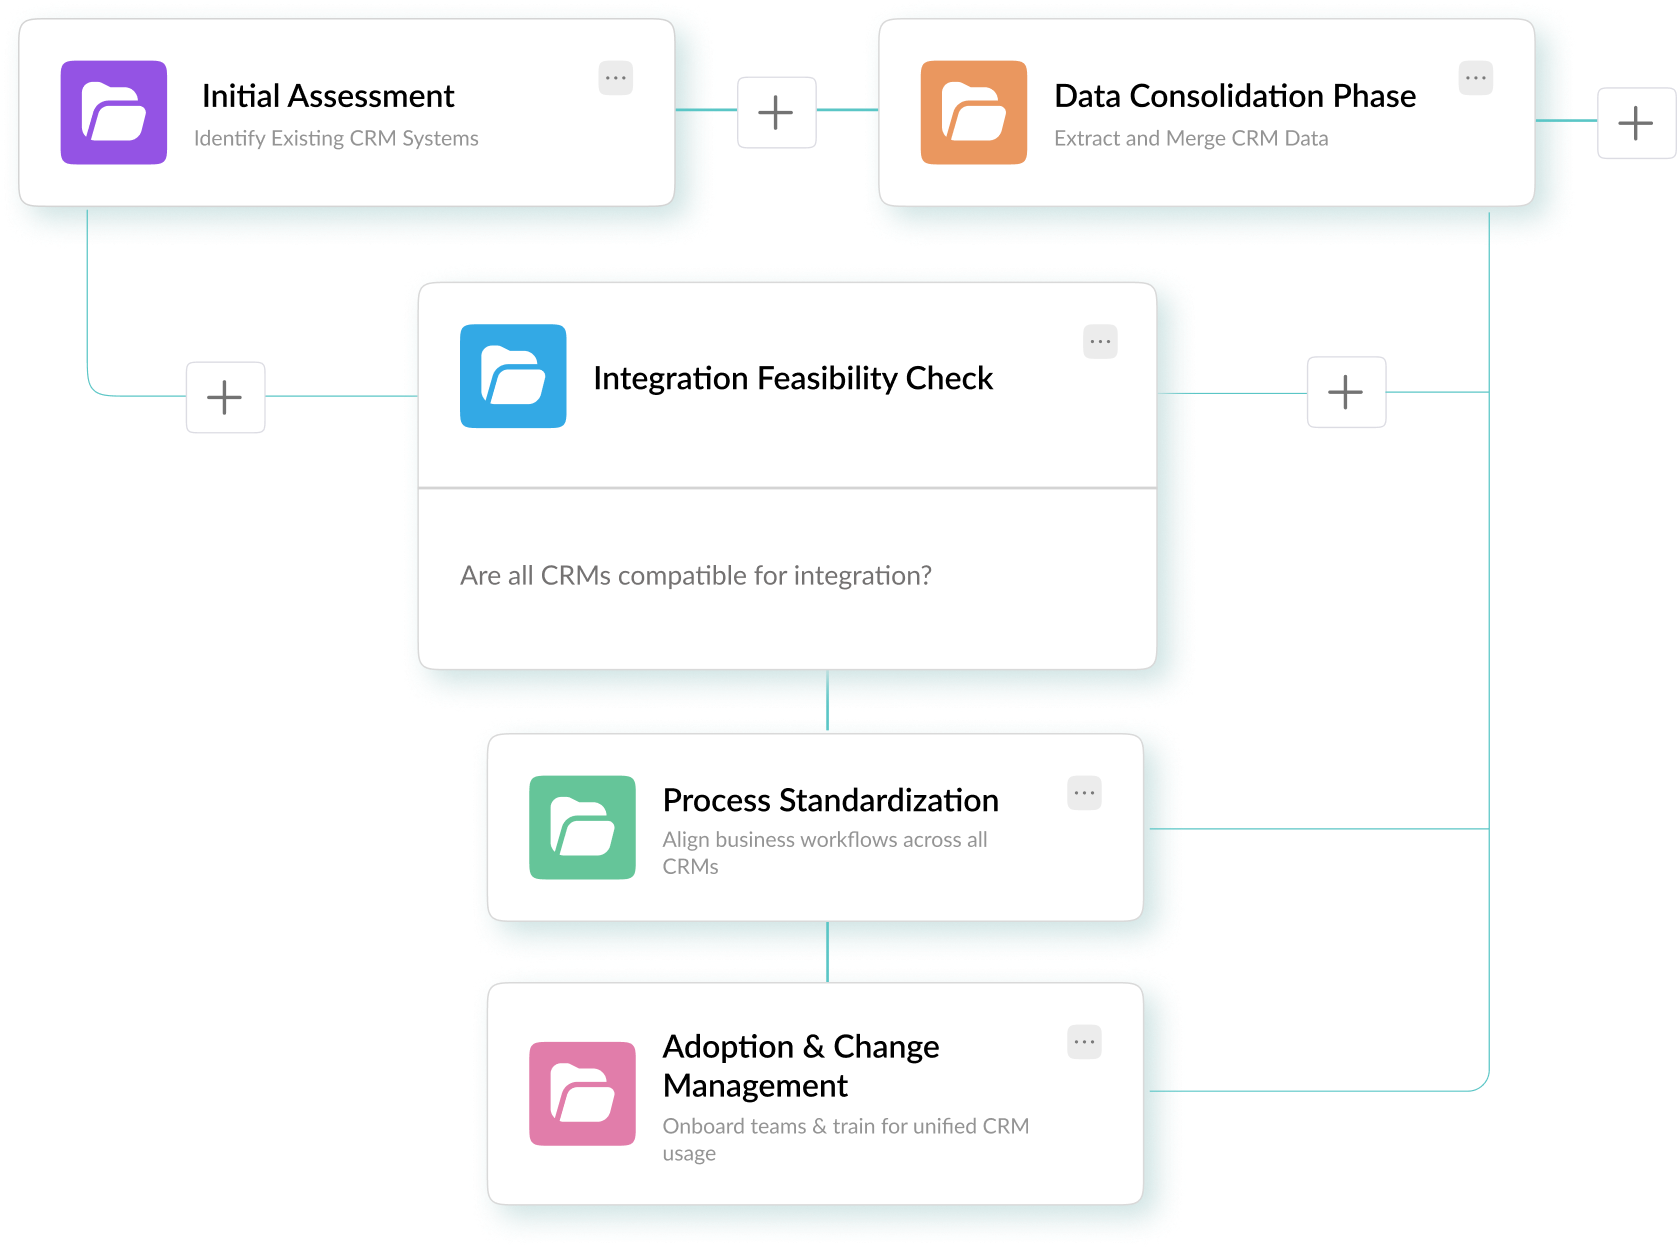 Initial Assessment
Identify Existing CRM Systems
Data Consolidation Phase
Extract and Merge CRM Data
Integration Feasibility Check
Are all CRMs compatible for integration?
Process Standardization
Align business workflows across all
CRMs
Adoption & Change
Management
Onboard teams & train for unified CRM
usage